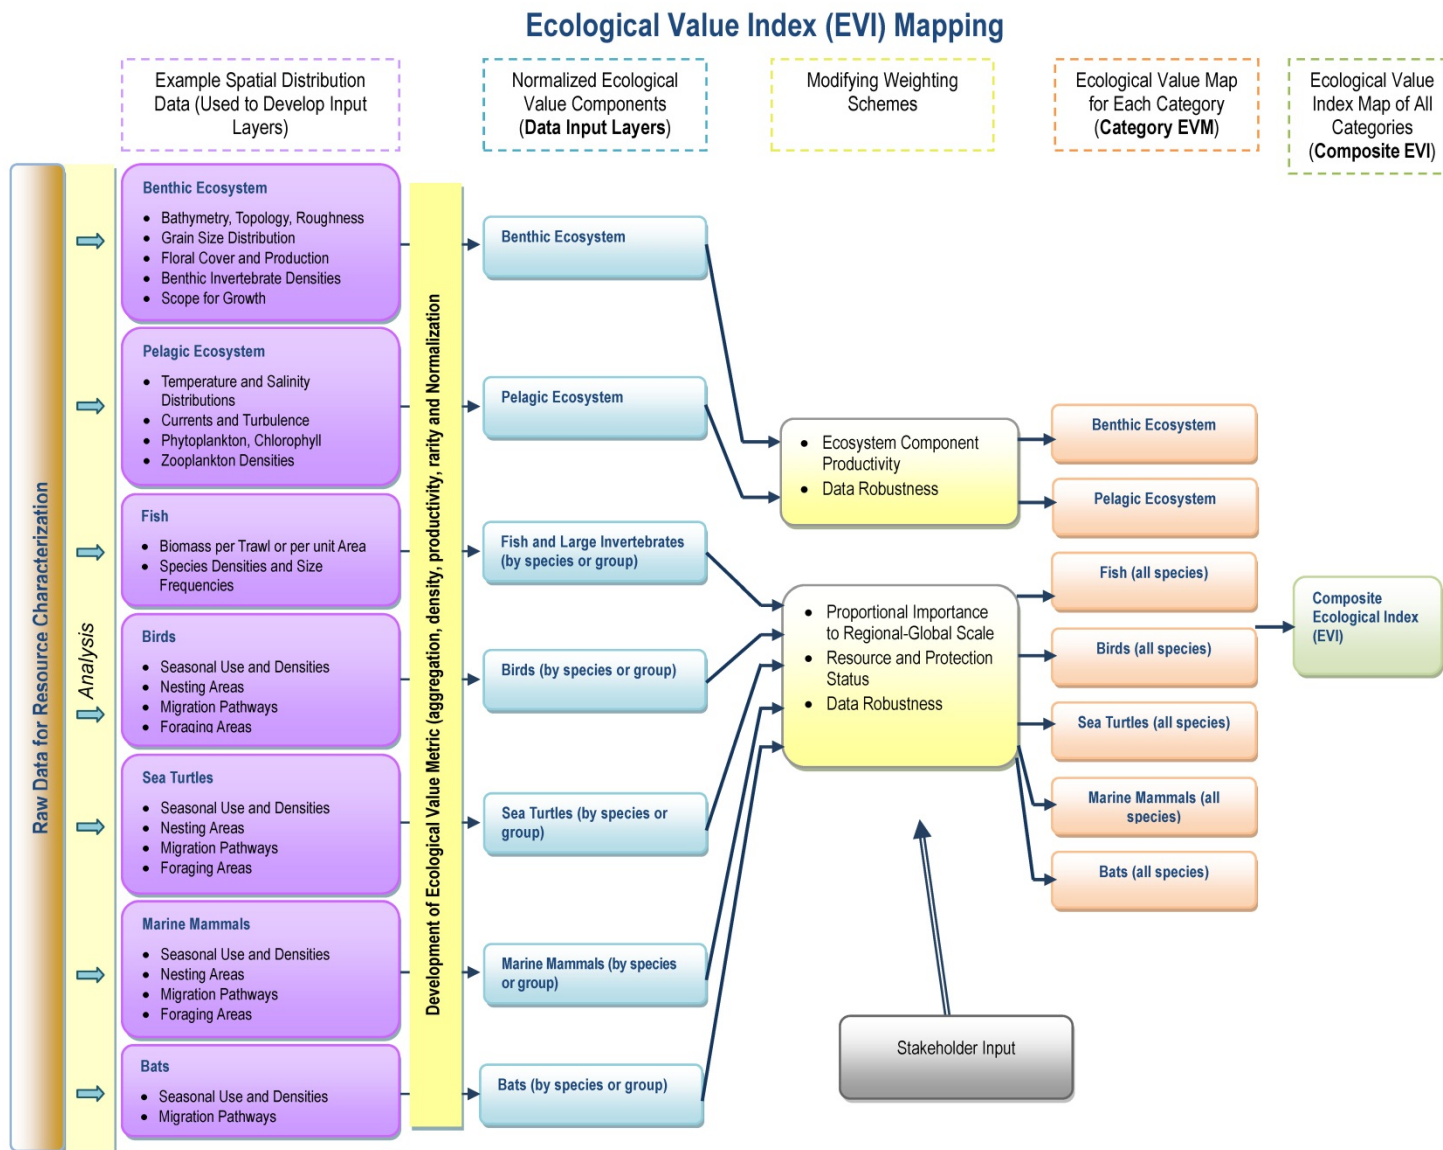 Ecological Value Index (EVI) Mapping
Example Spatial Distribution
Data (Used to Develop Input
Layers)
Normalized Ecological
Value Components
(Data Input Layers)
Modifying Weighting
Schemes
Ecological Value Map
for Each Category
(Category EVM)
Ecological Value
Index Map of All
Categories
(Composite EVI)
Raw Data for Resource Characterization
Analysis
Benthic Ecosystem
• Bathymetry, Topology, Roughness
• Grain Size Distribution
• Floral Cover and Production
• Benthic Invertebrate Densities
• Scope for Growth
Pelagic Ecosystem
• Temperature and Salinity
Distributions
• Currents and Turbulence
• Phytoplankton, Chlorophyll
• Zooplankton Densities
Fish
• Biomass per Trawl or per unit Area
• Species Densities and Size
Frequencies
Birds
• Seasonal Use and Densities
• Nesting Areas
• Migration Pathways
• Foraging Areas
Sea Turtles
• Seasonal Use and Densities
• Nesting Areas
• Migration Pathways
• Foraging Areas
Marine Mammals
• Seasonal Use and Densities
• Nesting Areas
• Migration Pathways
• Foraging Areas
Bats
• Seasonal Use and Densities
• Migration Pathways
Development of Ecological Value Metric (aggregation, density, productivity, rarity and Normalization
Benthic Ecosystem
Pelagic Ecosystem
Fish and Large Invertebrates
(by species or group)
Birds (by species or group)
Sea Turtles (by species or
group)
Marine Mammals (by species
or group)
Bats (by species or group)
• Ecosystem Component
Productivity
• Data Robustness
• Proportional Importance
to Regional-Global Scale
• Resource and Protection
Status
• Data Robustness
Stakeholder Input
Benthic Ecosystem
Pelagic Ecosystem
Fish (all species)
Birds (all species)
Sea Turtles (all species)
Marine Mammals (all
species)
Bats (all species)
Composite
Ecological Index
(EVI)